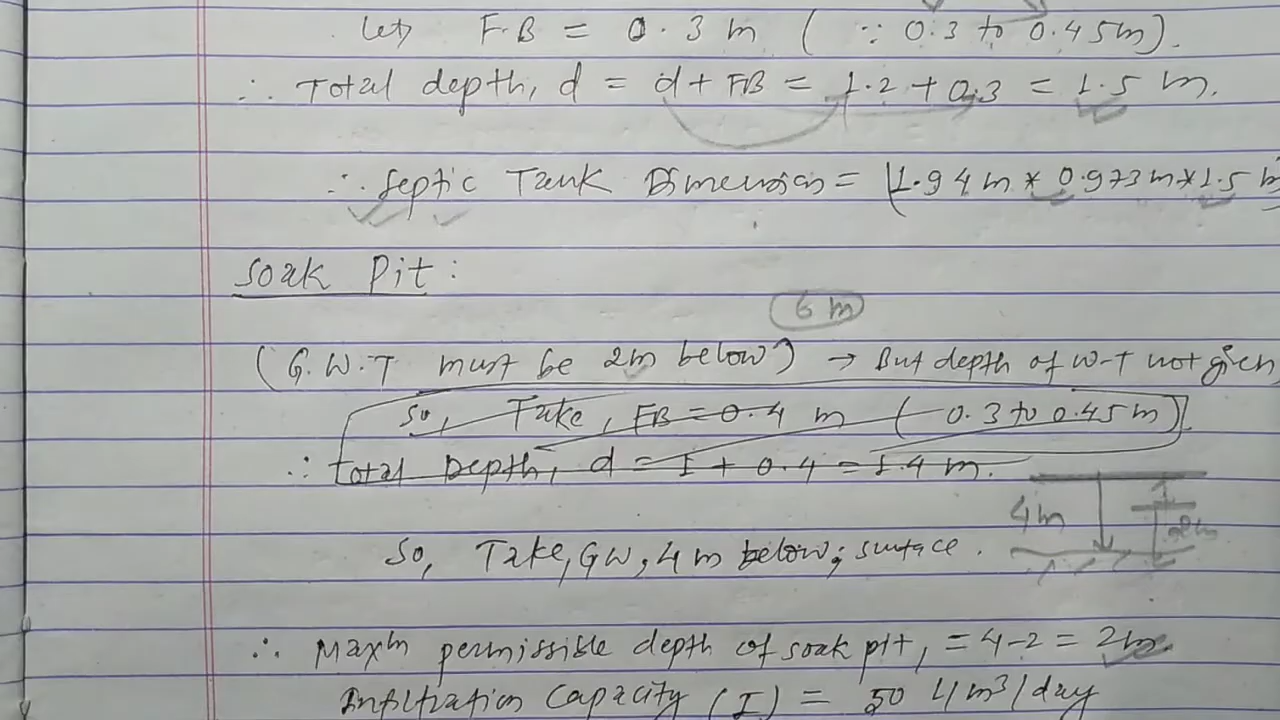 Let, F.B = 0.3 m ( ∵ 0.3 to 0.45m).
∴ Total depth, d = d + FB = 1.2 + 0.3 = 1.5 m.
∴ Septic Tank Dimension = (1.94 m * 0.973 m * 1.5 m
Soak Pit :
6 m
(G.W.T must be 2m below) → But depth of W.T not given
So, Take, FB = 0.4 m ( 0.3 to 0.45m)
∴ total Depth, d = 1 + 0.4 = 1.4 m.
4m 2m
So, Take, GW, 4 m below, surface.
∴ Maxm permissible depth of soak pit, = 4-2 = 2m.
Infiltration Capacity (I) = 50 l/m³/day